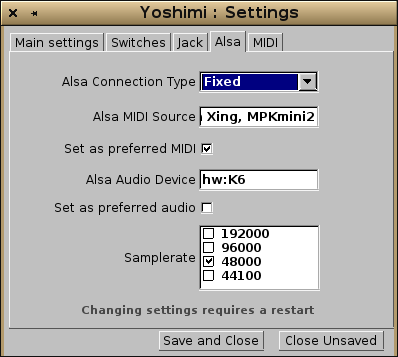 Yoshimi : Settings
Main settings Switches Jack Alsa MIDI
Alsa Connection Type Fixed
Alsa MIDI Source Xing, MPKmini2
Set as preferred MIDI
Alsa Audio Device hw:K6
Set as preferred audio
192000
96000
Samplerate 48000
44100
Changing settings requires a restart
Save and Close Close Unsaved